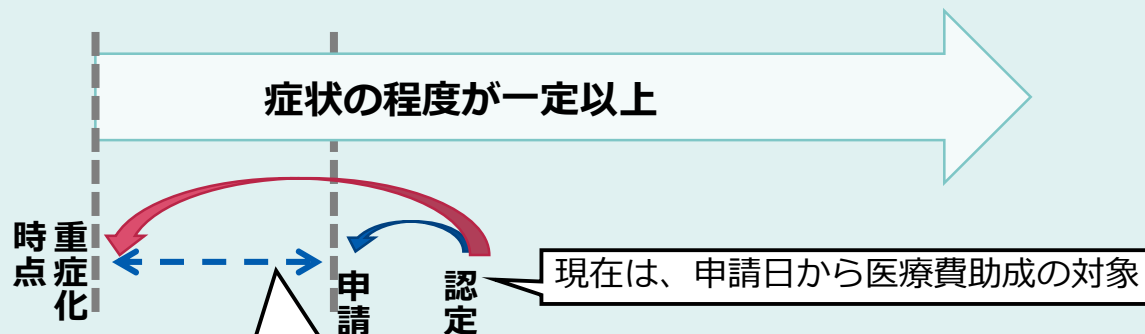 症状の程度が一定以上
重症化
時点
申請
認定
現在は、申請日から医療費助成の対象